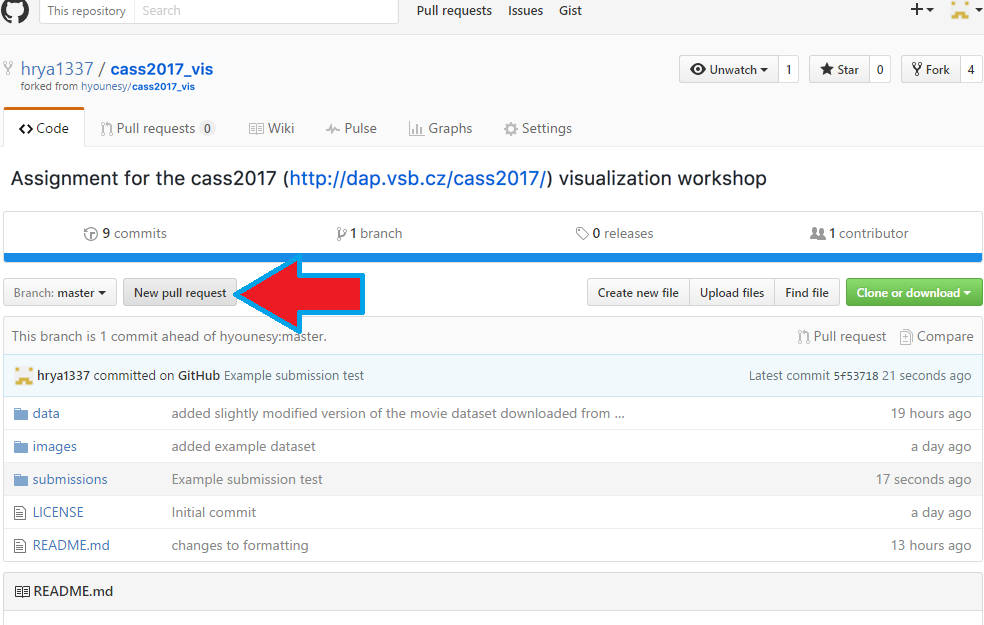 This repository Search Pull requests Issues Gist
hrya1337 / cass2017_vis Unwatch 1 Star 0 Fork 4
forked from hyounesy/cass2017_vis
Code Pull requests 0 Wiki Pulse Graphs Settings
Assignment for the cass2017 (http://dap.vsb.cz/cass2017/) visualization workshop
9 commits 1 branch 0 releases 1 contributor
Branch: master New pull request Create new file Upload files Find file Clone or download
This branch is 1 commit ahead of hyounesy:master. Pull request Compare
hrya1337 committed on GitHub Example submission test Latest commit 5f53718 21 seconds ago
data added slightly modified version of the movie dataset downloaded from ... 19 hours ago
images added example dataset a day ago
submissions Example submission test 17 seconds ago
LICENSE Initial commit a day ago
README.md changes to formatting 13 hours ago
README.md